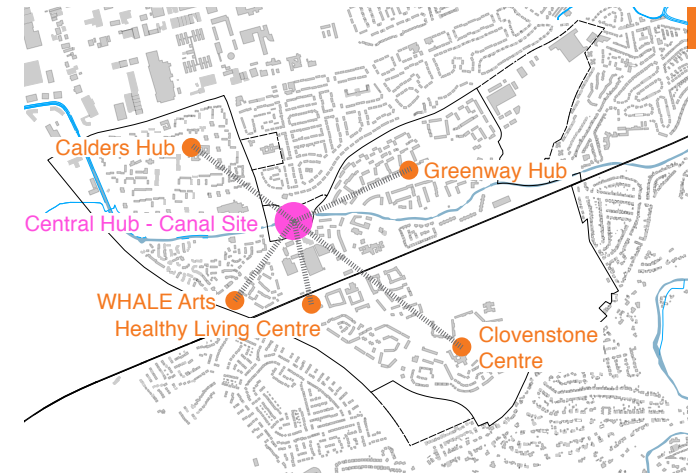 Calders Hub
Greenway Hub
Central Hub - Canal Site
WHALE Arts
Healthy Living Centre
Clovenstone
Centre